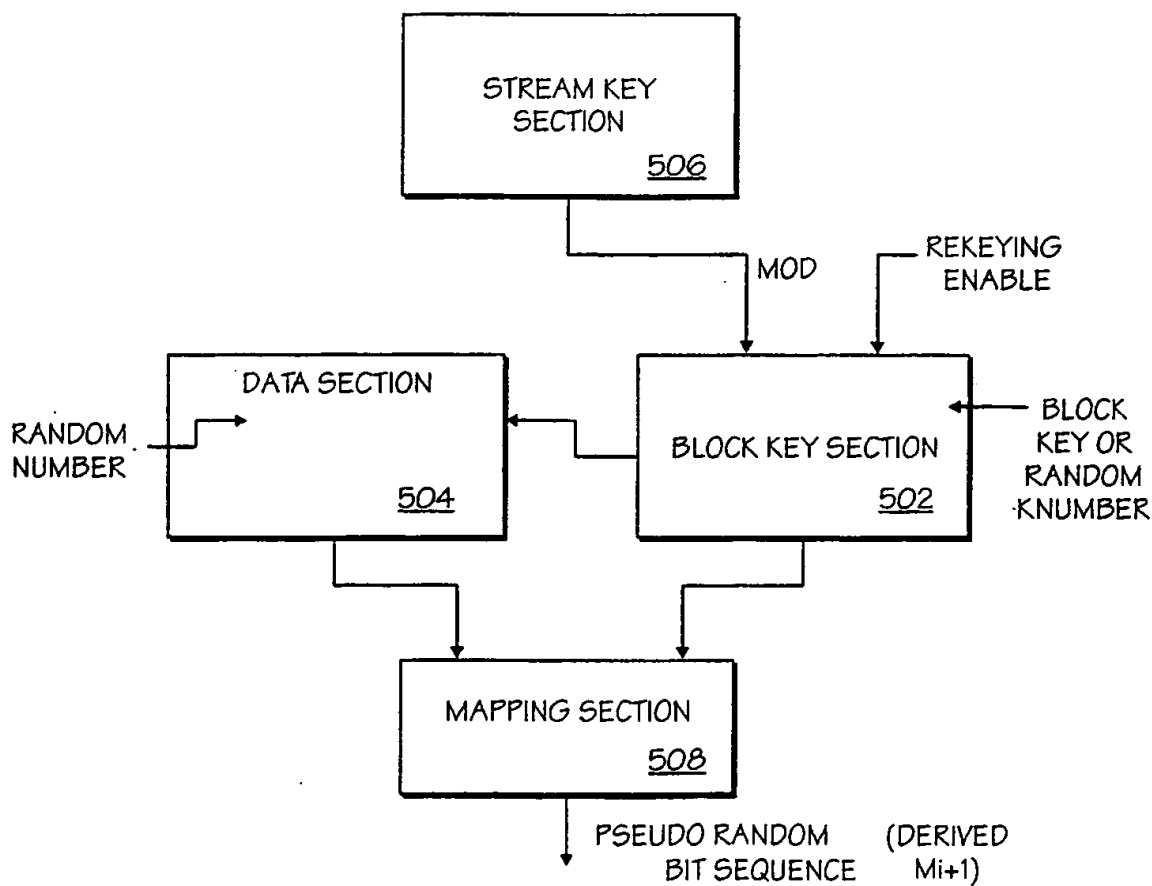 STREAM KEY
SECTION
506
MOD
REKEYING
ENABLE
DATA SECTION
RANDOM
NUMBER
504
BLOCK KEY SECTION
502
BLOCK
KEY OR
RANDOM
KNUMBER
MAPPING SECTION
508
PSEUDO RANDOM (DERIVED
BIT SEQUENCE Mi+1)